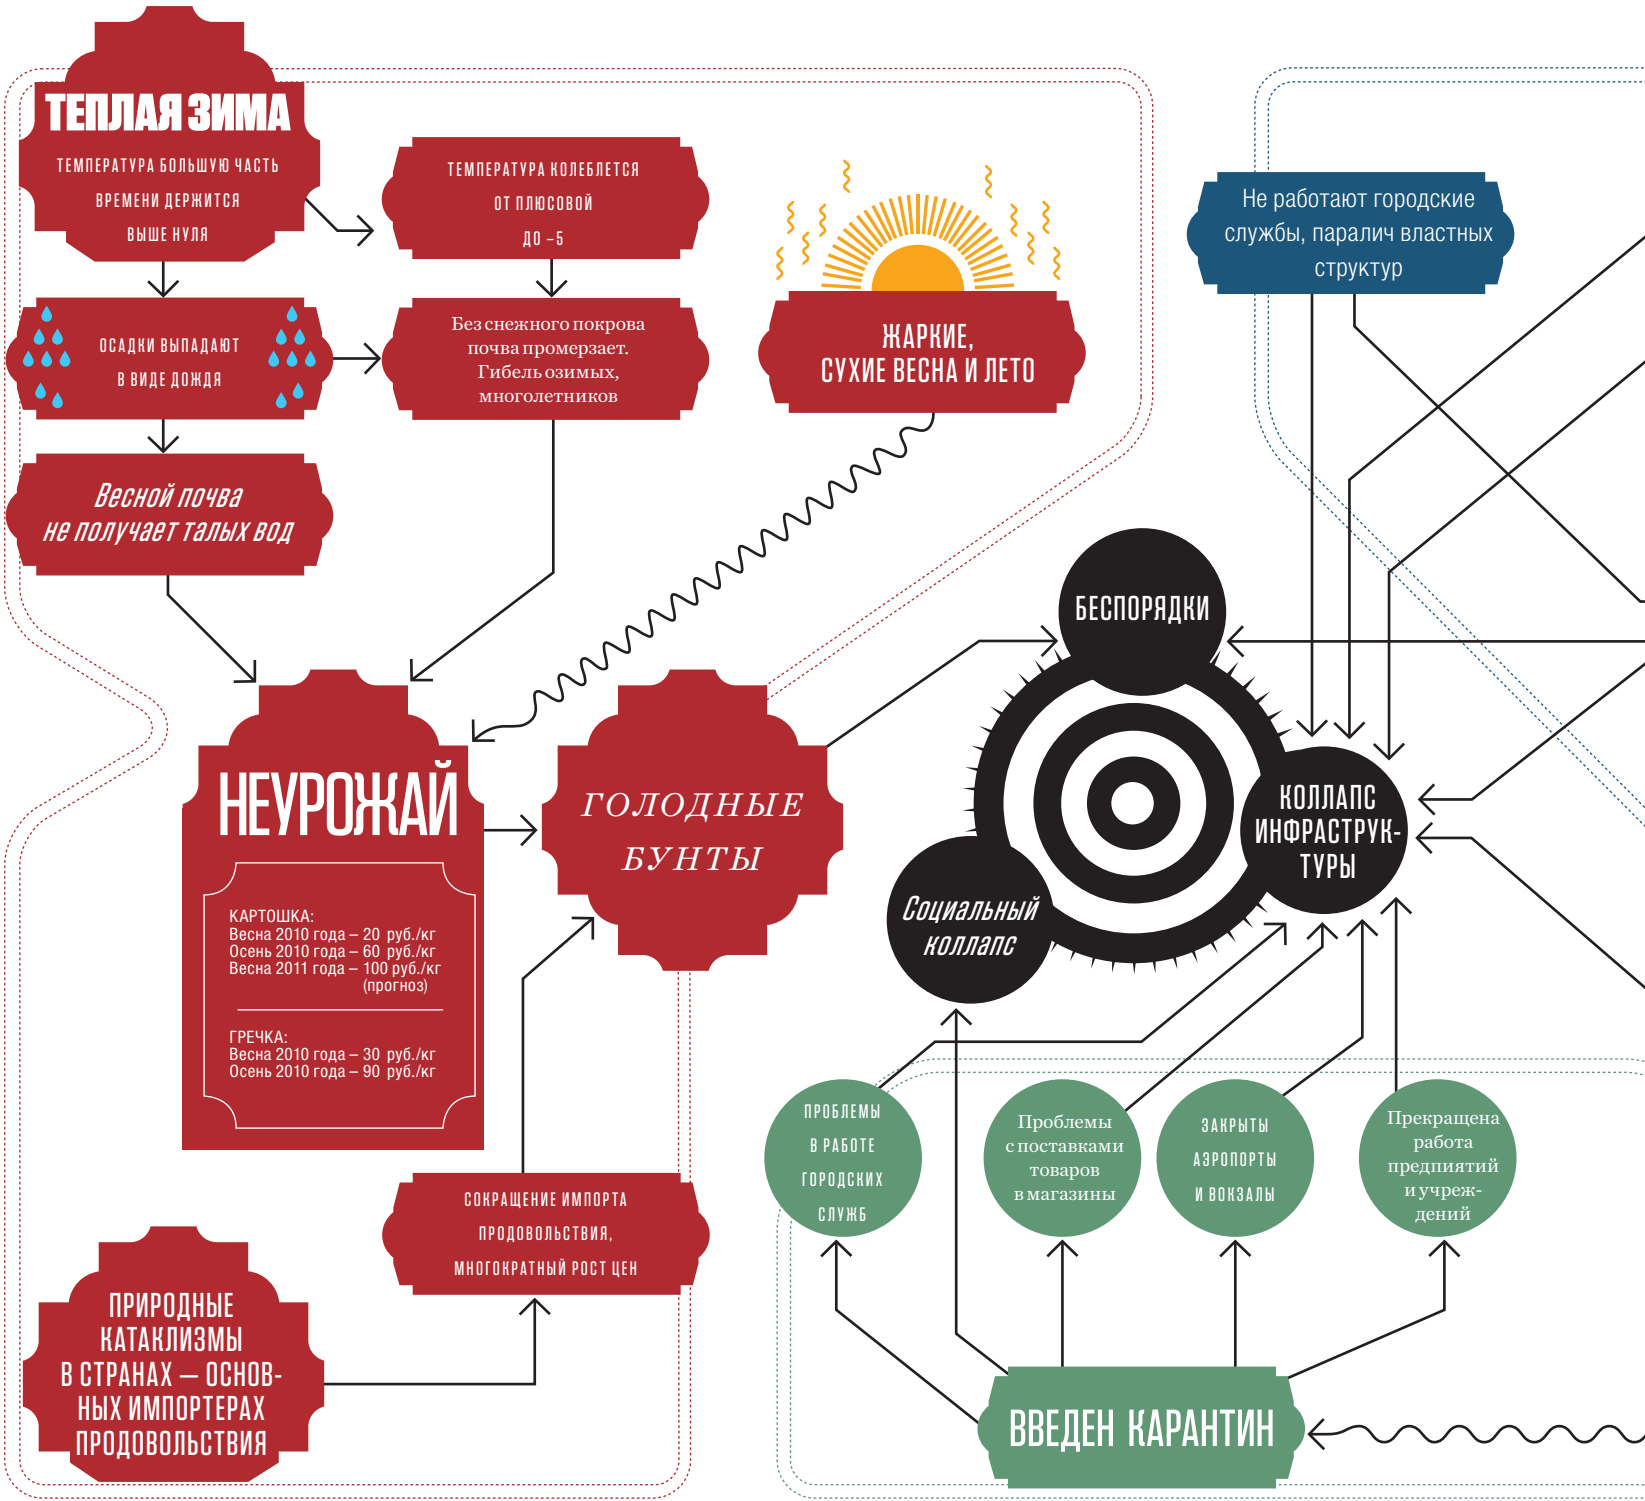 ТЕПЛАЯ ЗИМА
ТЕМПЕРАТУРА БОЛЬШУЮ ЧАСТЬ
ВРЕМЕНИ ДЕРЖИТСЯ
ВЫШЕ НУЛЯ
ТЕМПЕРАТУРА КОЛЕБЛЕТСЯ
ОТ ПЛЮСОВОЙ
ДО –5
ОСАДКИ ВЫПАДАЮТ
В ВИДЕ ДОЖДЯ
Без снежного покрова
почва промерзает.
Гибель озимых,
многолетников
Весной почва
не получает талых вод
ЖАРКИЕ,
СУХИЕ ВЕСНА И ЛЕТО
Не работают городские
службы, паралич властных
структур
НЕУРОЖАЙ
КАРТОШКА:
Весна 2010 года – 20 руб./кг
Осень 2010 года – 60 руб./кг
Весна 2011 года – 100 руб./кг
(прогноз)
ГРЕЧКА:
Весна 2010 года – 30 руб./кг
Осень 2010 года – 90 руб./кг
ГОЛОДНЫЕ
БУНТЫ
БЕСПОРЯДКИ
КОЛЛАПС
ИНФРАСТРУК-
ТУРЫ
Социальный
коллапс
СОКРАЩЕНИЕ ИМПОРТА
ПРОДОВОЛЬСТВИЯ,
МНОГОКРАТНЫЙ РОСТ ЦЕН
ПРИРОДНЫЕ
КАТАКЛИЗМЫ
В СТРАНАХ — ОСНОВ-
НЫХ ИМПОРТЕРАХ
ПРОДОВОЛЬСТВИЯ
ПРОБЛЕМЫ
В РАБОТЕ
ГОРОДСКИХ
СЛУЖБ
Проблемы
с поставками
товаров
в магазины
ЗАКРЫТЫ
АЭРОПОРТЫ
И ВОКЗАЛЫ
Прекращена
работа
предпиятий
и учреж-
дений
ВВЕДЕН КАРАНТИН